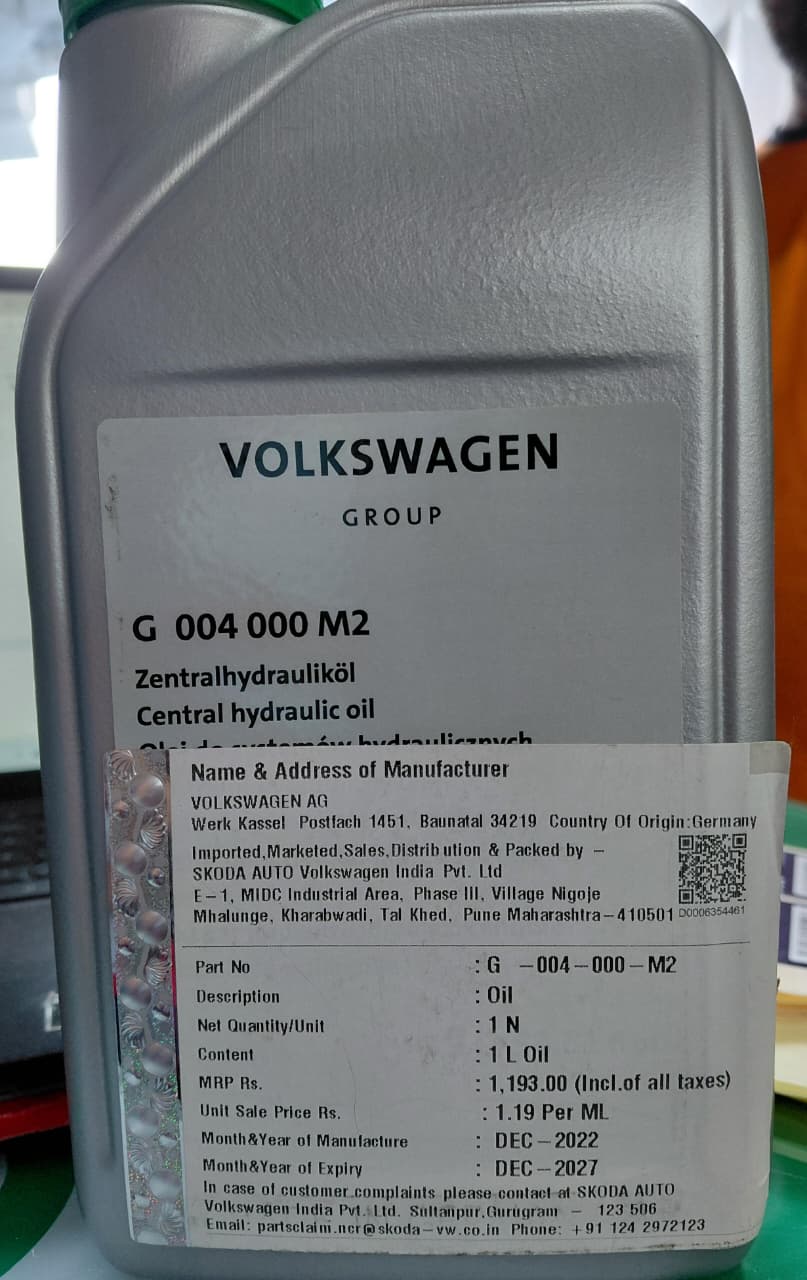 VOLKSWAGEN
GROUP
G 004 000 M2
Zentralhydrauliköl
Central hydraulic oil
Olej do systemów hydraulicznych
Name & Address of Manufacturer
VOLKSWAGEN AG
Werk Kassel Postfach 1451, Baunatal 34219 Country Of Origin:Germany
Imported,Marketed,Sales,Distribution & Packed by –
SKODA AUTO Volkswagen India Pvt. Ltd
E–1, MIDC Industrial Area, Phase III, Village Nigoje
Mhalunge, Kharabwadi, Tal Khed, Pune Maharashtra–410501
D0006354461
Part No : G –004–000–M2
Description : Oil
Net Quantity/Unit : 1 N
Content : 1 L Oil
MRP Rs. : 1,193.00 (Incl.of all taxes)
Unit Sale Price Rs. : 1.19 Per ML
Month&Year of Manufacture : DEC–2022
Month&Year of Expiry : DEC–2027
In case of customer complaints please contact at SKODA AUTO
Volkswagen India Pvt. Ltd. Sultanpur,Gurugram – 123 506
Email: partsclaim.ncr@skoda–vw.co.in Phone: +91 124 2972123